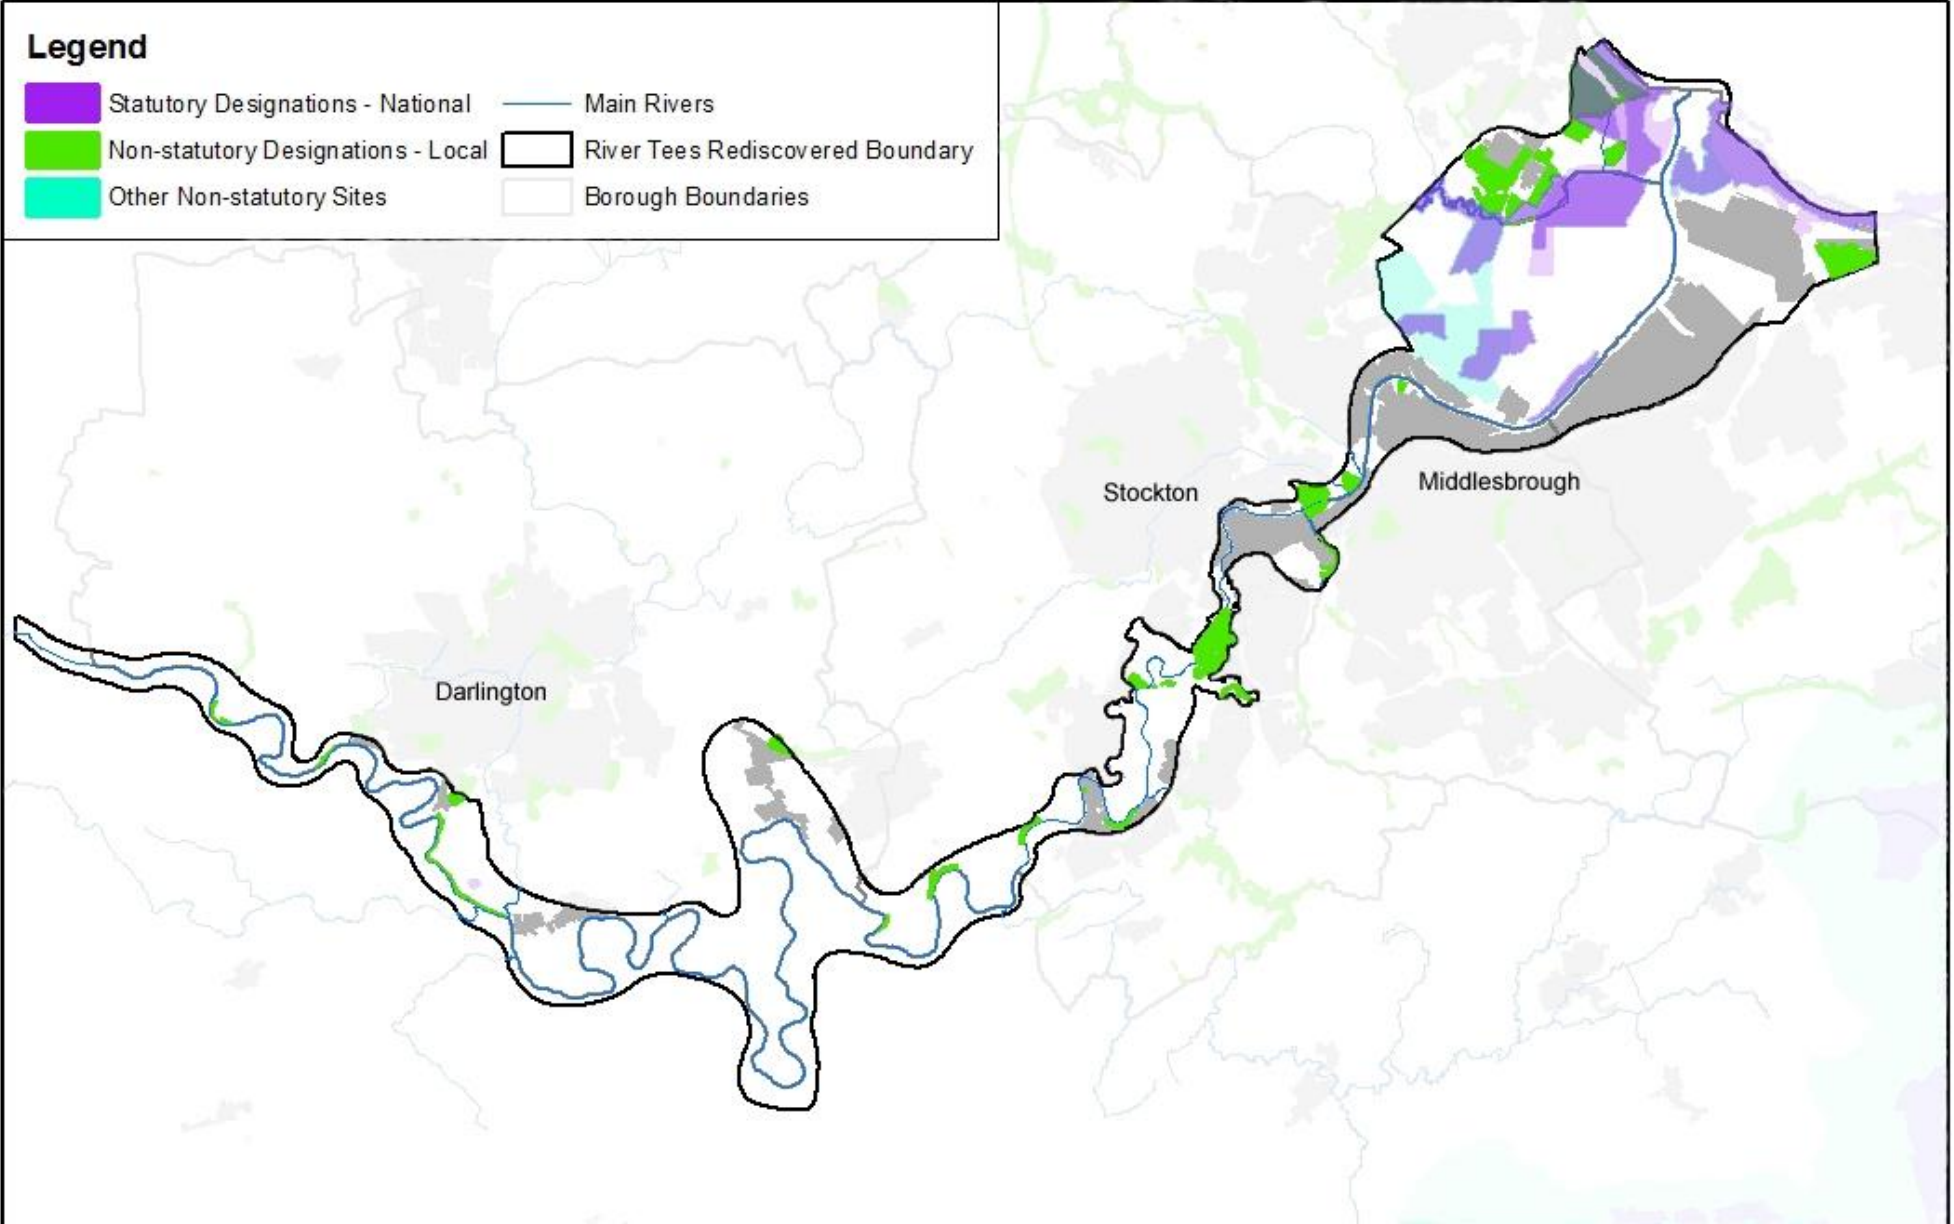 Legend
Statutory Designations - National
Non-statutory Designations - Local
Other Non-statutory Sites
Main Rivers
River Tees Rediscovered Boundary
Borough Boundaries
Stockton
Middlesbrough
Darlington